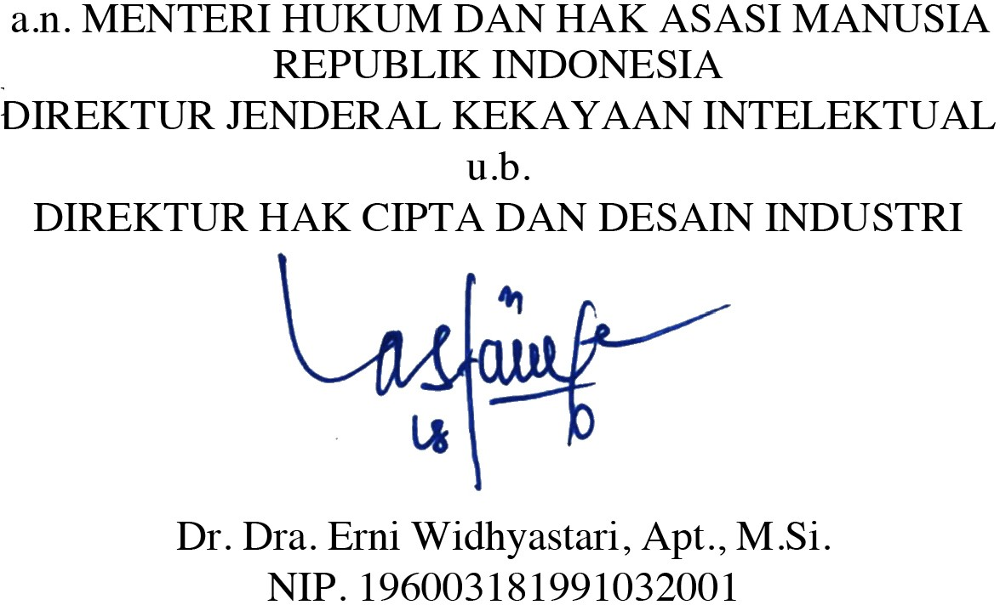 a.n. MENTERI HUKUM DAN HAK ASASI MANUSIA
REPUBLIK INDONESIA
DIREKTUR JENDERAL KEKAYAAN INTELEKTUAL
u.b.
DIREKTUR HAK CIPTA DAN DESAIN INDUSTRI
Dr. Dra. Erni Widhyastari, Apt., M.Si.
NIP. 196003181991032001